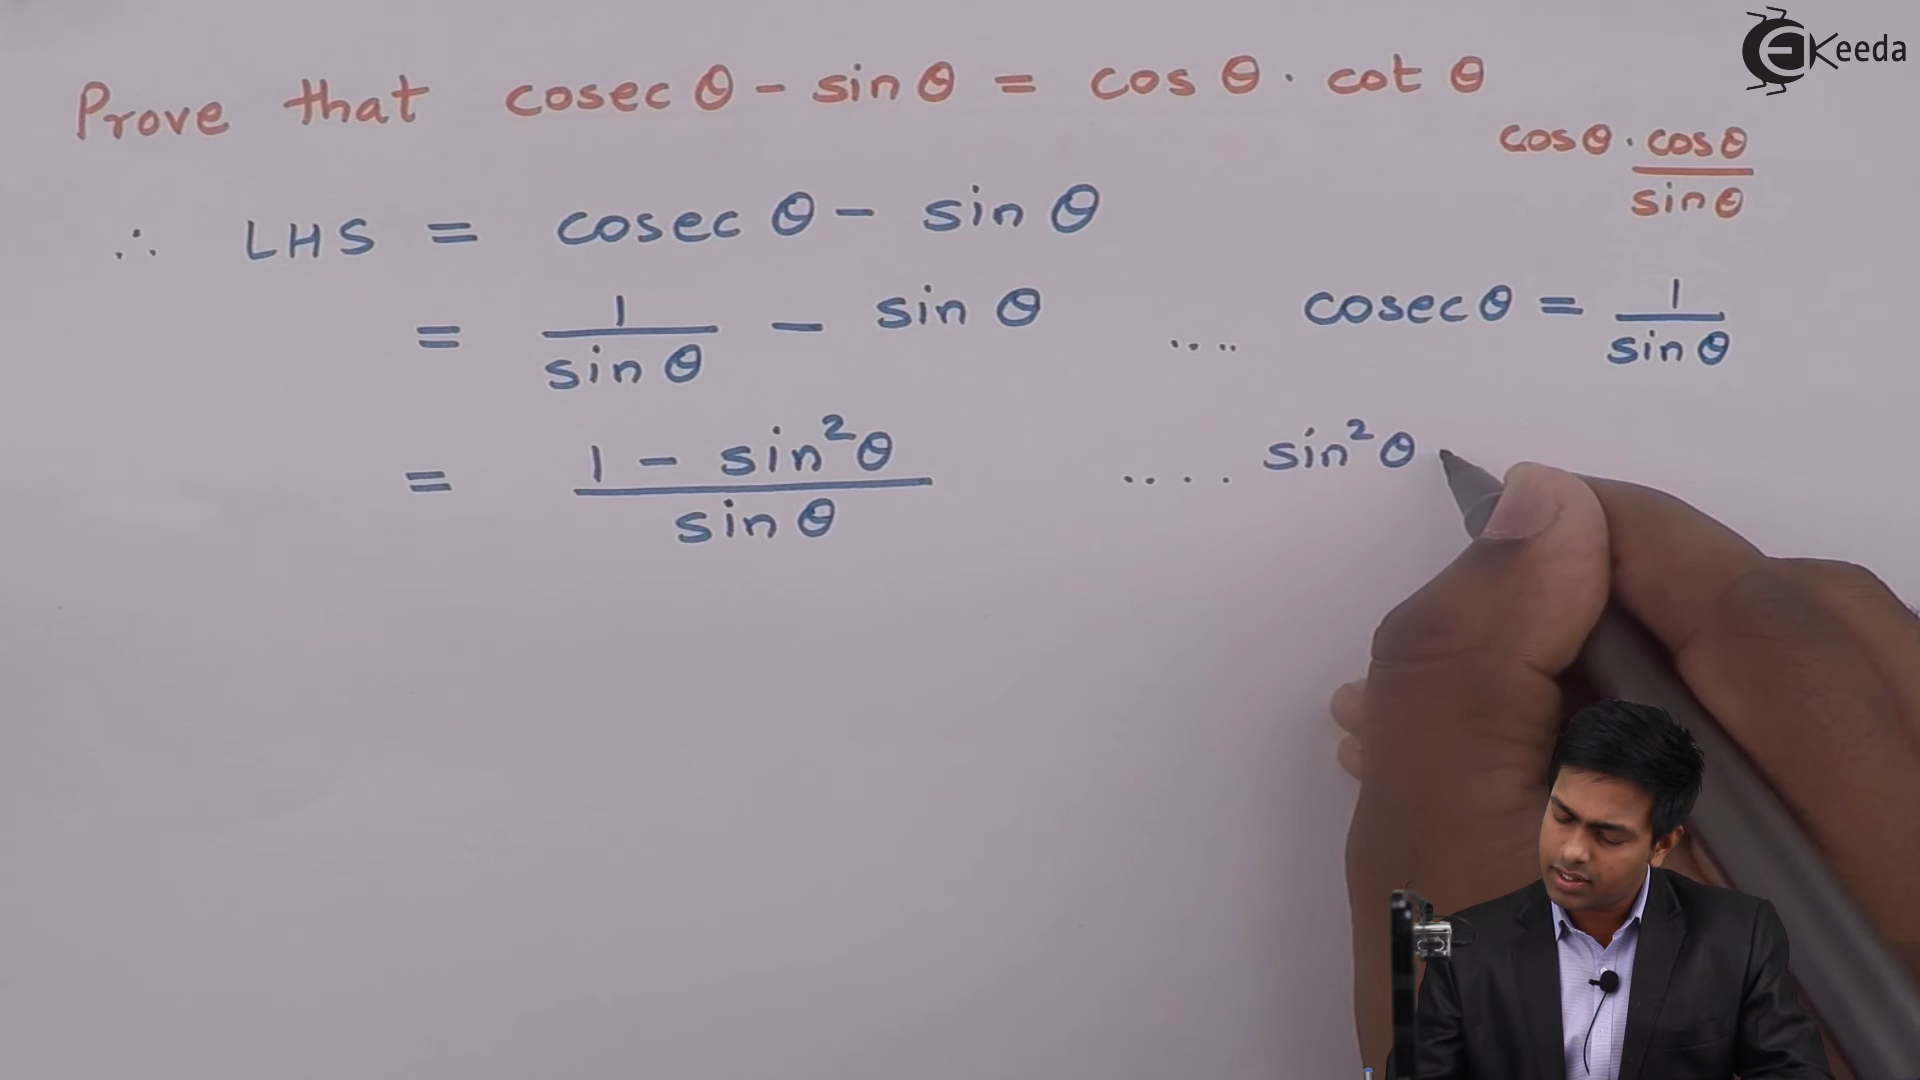 Keeda
Prove that cosec θ - sin θ = cos θ · cot θ
cos θ · cos θ / sin θ
∴ LHS = cosec θ - sin θ
= 1 / sin θ - sin θ .... cosec θ = 1 / sin θ
= 1 - sin²θ / sin θ .... sin²θ